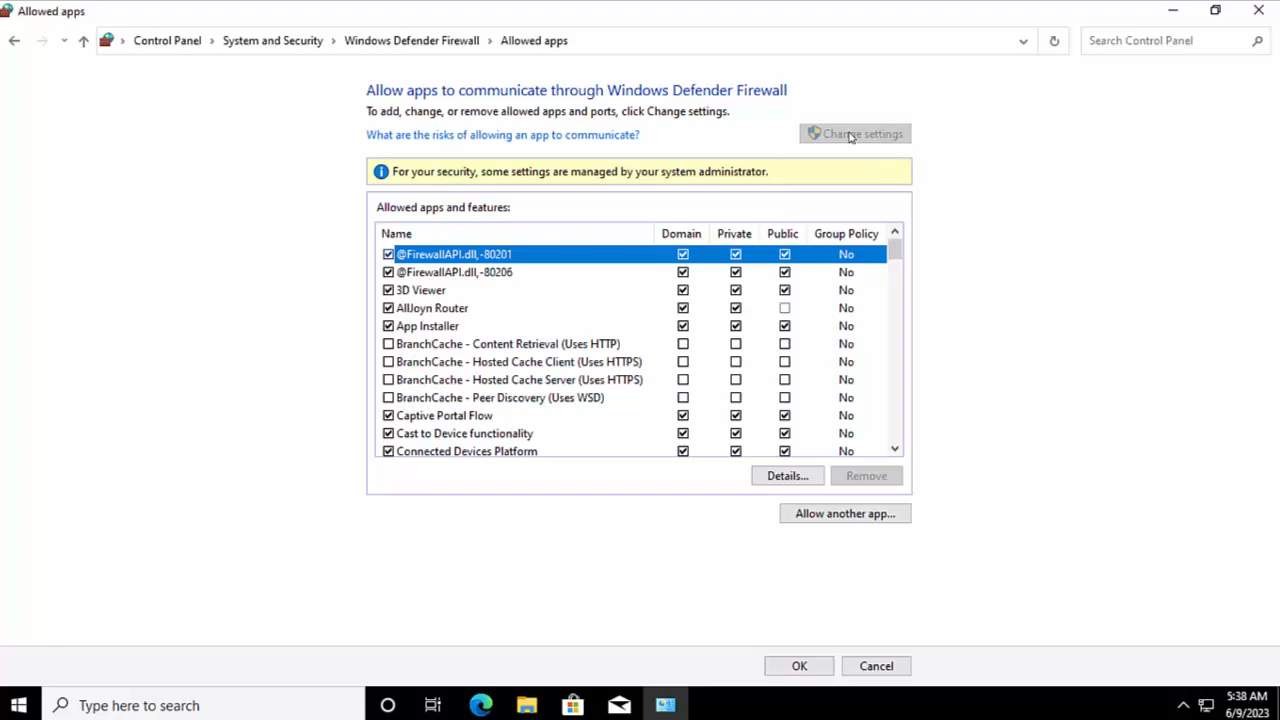 Allowed apps
Control Panel > System and Security > Windows Defender Firewall > Allowed apps
Search Control Panel
Allow apps to communicate through Windows Defender Firewall
To add, change, or remove allowed apps and ports, click Change settings.
What are the risks of allowing an app to communicate?
Change settings
For your security, some settings are managed by your system administrator.
Allowed apps and features:
Name Domain Private Public Group Policy
@FirewallAPI.dll,-80201 No
@FirewallAPI.dll,-80206 No
3D Viewer No
AllJoyn Router No
App Installer No
BranchCache - Content Retrieval (Uses HTTP) No
BranchCache - Hosted Cache Client (Uses HTTPS) No
BranchCache - Hosted Cache Server (Uses HTTPS) No
BranchCache - Peer Discovery (Uses WSD) No
Captive Portal Flow No
Cast to Device functionality No
Connected Devices Platform No
Details... Remove
Allow another app...
OK Cancel
Type here to search
5:38 AM
6/9/2023